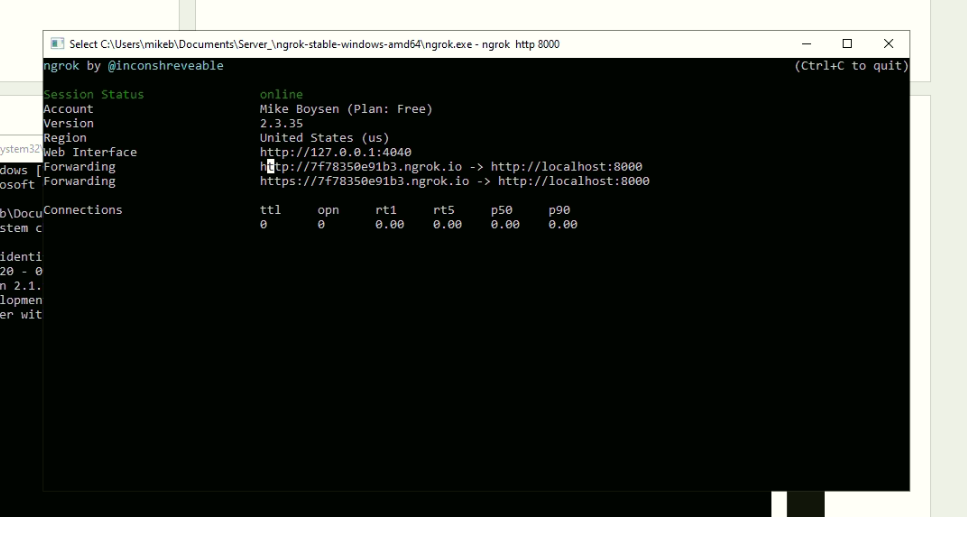 Select C:\Users\mikeb\Documents\Server_\ngrok-stable-windows-amd64\ngrok.exe - ngrok http 8000
ngrok by @inconshreveable (Ctrl+C to quit)
Session Status online
Account Mike Boysen (Plan: Free)
Version 2.3.35
Region United States (us)
Web Interface http://127.0.0.1:4040
Forwarding http://7f78350e91b3.ngrok.io -> http://localhost:8000
Forwarding https://7f78350e91b3.ngrok.io -> http://localhost:8000
Connections ttl opn rt1 rt5 p50 p90
0 0 0.00 0.00 0.00 0.00
ystem32\
dows [
osoft
b\Docu
stem c
identi
20 - 0
n 2.1.
lopmen
er wit